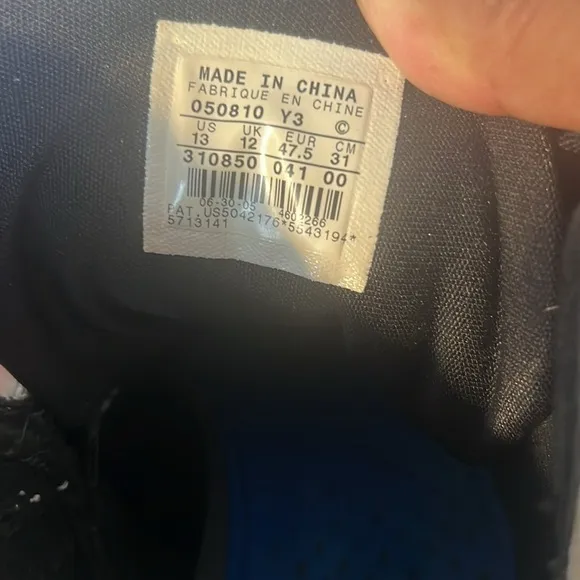 MADE IN CHINA
FABRIQUE EN CHINE
050810 Y3 ©
US UK EUR CM
13 12 47.5 31
310850 041 00
06-30-05
PAT.US5042176*5543194*
5713141